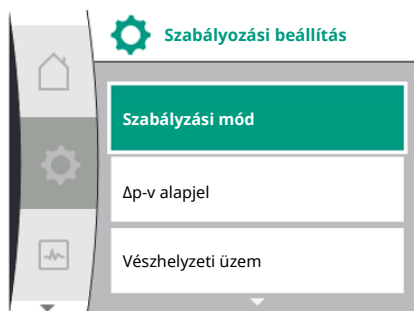 Szabályozási beállítás
Szabályzási mód
Δp-v alapjel
Vészhelyzeti üzem